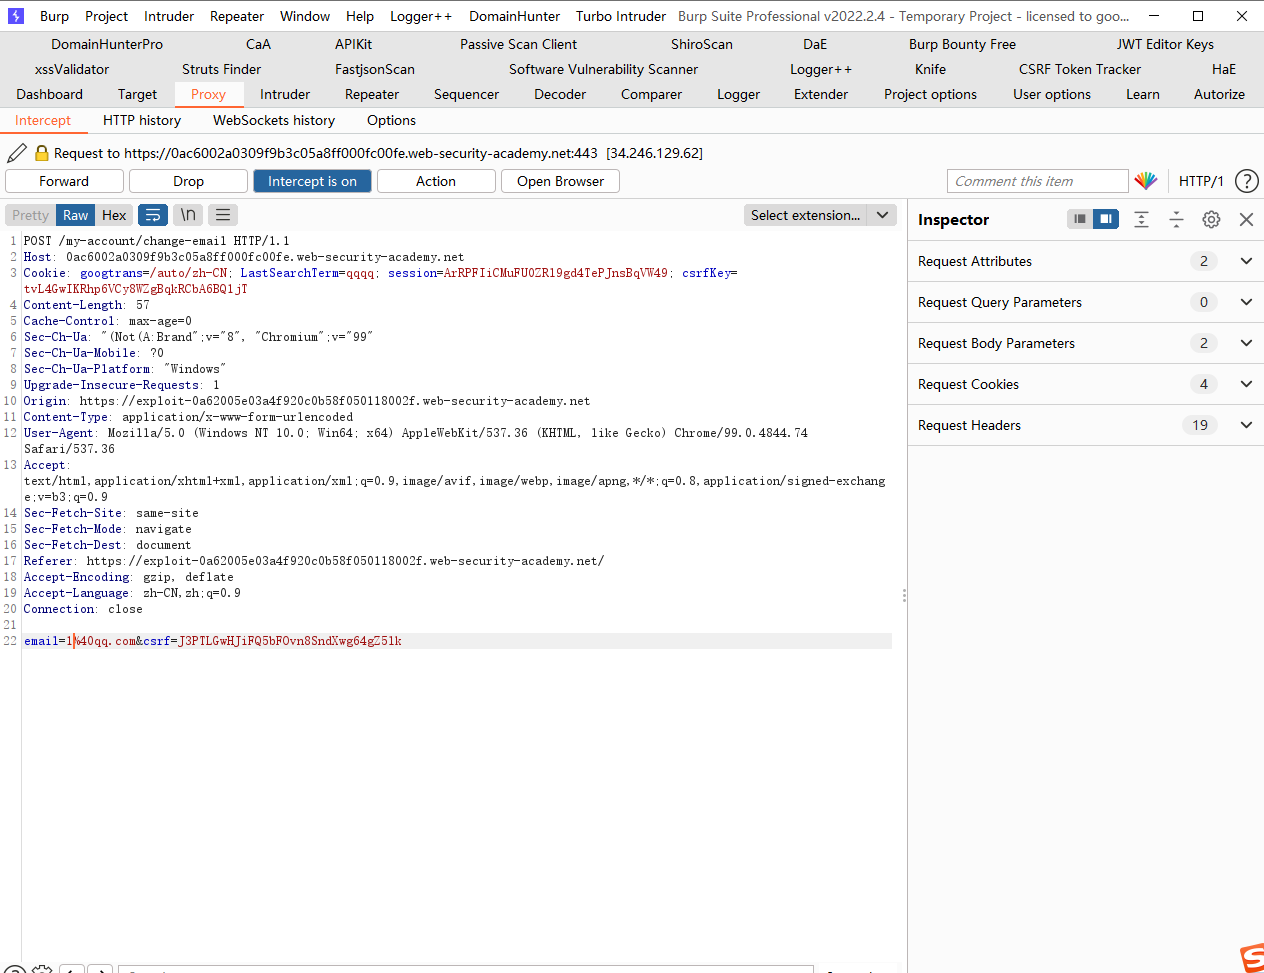 Burp Project Intruder Repeater Window Help Logger++ DomainHunter Turbo Intruder Burp Suite Professional v2022.2.4 - Temporary Project - licensed to goo...
DomainHunterPro CaA APIKit Passive Scan Client ShiroScan DaE Burp Bounty Free JWT Editor Keys
xssValidator Struts Finder FastjsonScan Software Vulnerability Scanner Logger++ Knife CSRF Token Tracker HaE
Dashboard Target Proxy Intruder Repeater Sequencer Decoder Comparer Logger Extender Project options User options Learn Autorize
Intercept HTTP history WebSockets history Options
Request to https://0ac6002a0309f9b3c05a8ff000fc00fe.web-security-academy.net:443 [34.246.129.62]
Forward Drop Intercept is on Action Open Browser Comment this item HTTP/1 ?
Pretty Raw Hex \n Select extension...
1 POST /my-account/change-email HTTP/1.1
2 Host: 0ac6002a0309f9b3c05a8ff000fc00fe.web-security-academy.net
3 Cookie: googtrans=/auto/zh-CN; LastSearchTerm=qqqq; session=ArRPFIiCMuFU0ZR19gd4TePJnsBqVW49; csrfKey=
tvL4GwIKRhp6VCy8WZgBqkRCbA6BQ1jT
4 Content-Length: 57
5 Cache-Control: max-age=0
6 Sec-Ch-Ua: "(Not(A:Brand";v="8", "Chromium";v="99"
7 Sec-Ch-Ua-Mobile: ?0
8 Sec-Ch-Ua-Platform: "Windows"
9 Upgrade-Insecure-Requests: 1
10 Origin: https://exploit-0a62005e03a4f920c0b58f050118002f.web-security-academy.net
11 Content-Type: application/x-www-form-urlencoded
12 User-Agent: Mozilla/5.0 (Windows NT 10.0; Win64; x64) AppleWebKit/537.36 (KHTML, like Gecko) Chrome/99.0.4844.74
Safari/537.36
13 Accept:
text/html,application/xhtml+xml,application/xml;q=0.9,image/avif,image/webp,image/apng,*/*;q=0.8,application/signed-exchang
e;v=b3;q=0.9
14 Sec-Fetch-Site: same-site
15 Sec-Fetch-Mode: navigate
16 Sec-Fetch-Dest: document
17 Referer: https://exploit-0a62005e03a4f920c0b58f050118002f.web-security-academy.net/
18 Accept-Encoding: gzip, deflate
19 Accept-Language: zh-CN,zh;q=0.9
20 Connection: close
21
22 email=1%40qq.com&csrf=J3PTLGwHJiFQ5bFOvn8SndXwg64gZ51k
Inspector
Request Attributes 2
Request Query Parameters 0
Request Body Parameters 2
Request Cookies 4
Request Headers 19